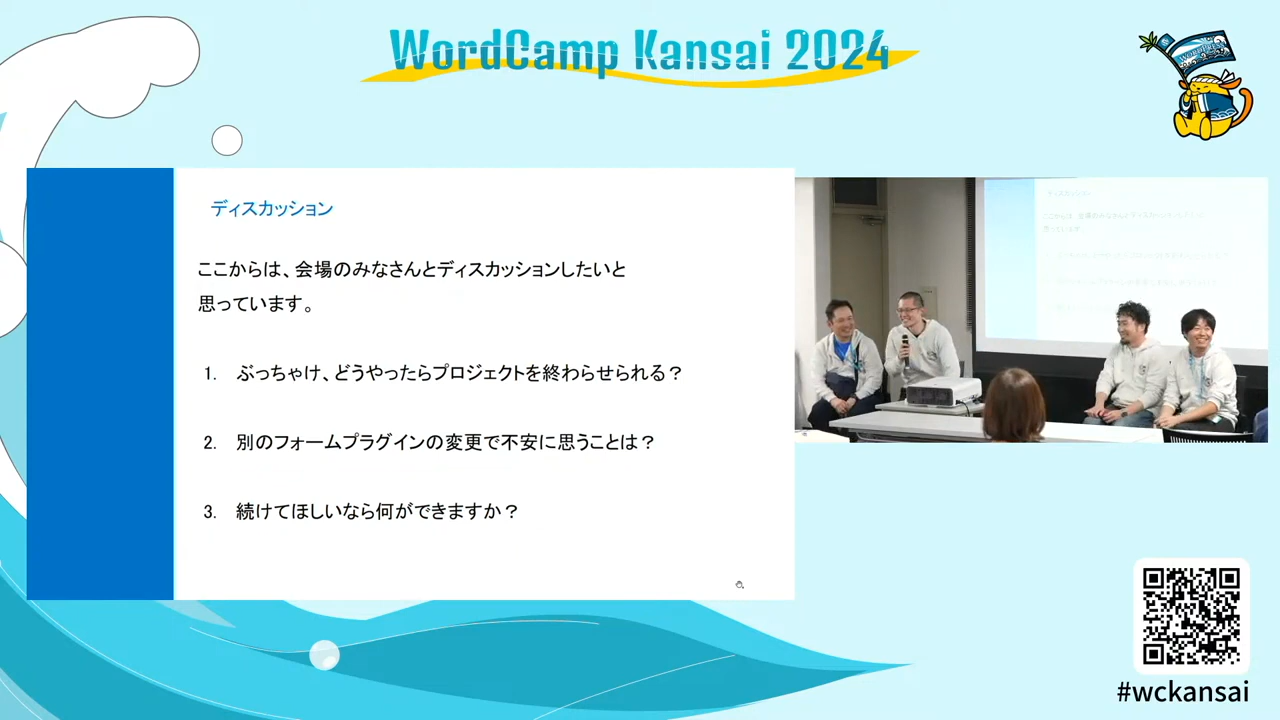 WordCamp Kansai 2024
WORDPRESS
ディスカッション
ここからは、会場のみなさんとディスカッションしたいと
思っています。
1. ぶっちゃけ、どうやったらプロジェクトを終わらせられる？
2. 別のフォームプラグインの変更で不安に思うことは？
3. 続けてほしいなら何ができますか？
#wckansai